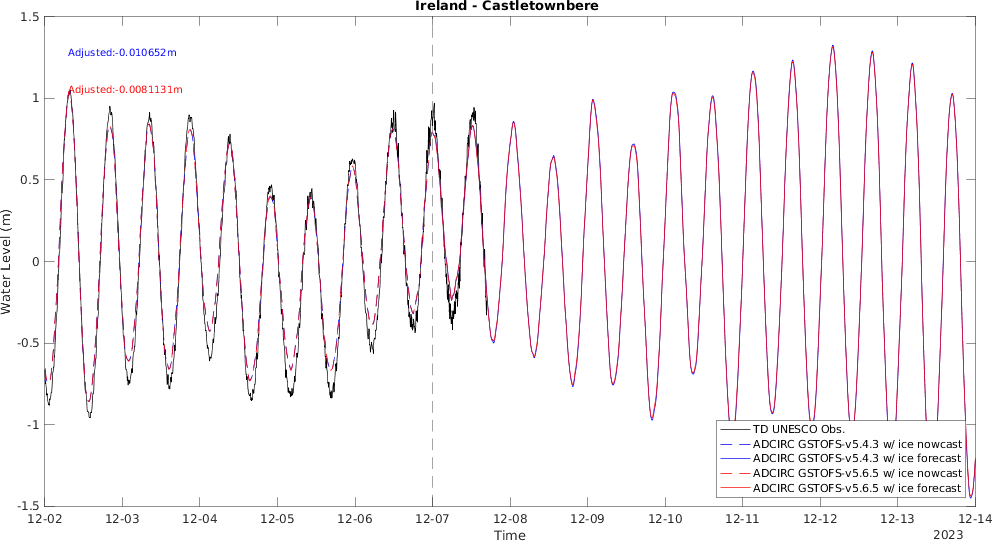 Ireland - Castletownbere
1.5
1
0.5
0
-0.5
-1
-1.5
Water Level (m)
Adjusted:-0.010652m
Adjusted:-0.0081131m
TD UNESCO Obs.
ADCIRC GSTOFS-v5.4.3 w/ ice nowcast
ADCIRC GSTOFS-v5.4.3 w/ ice forecast
ADCIRC GSTOFS-v5.6.5 w/ ice nowcast
ADCIRC GSTOFS-v5.6.5 w/ ice forecast
12-02 12-03 12-04 12-05 12-06 12-07 12-08 12-09 12-10 12-11 12-12 12-13 12-14
Time
2023